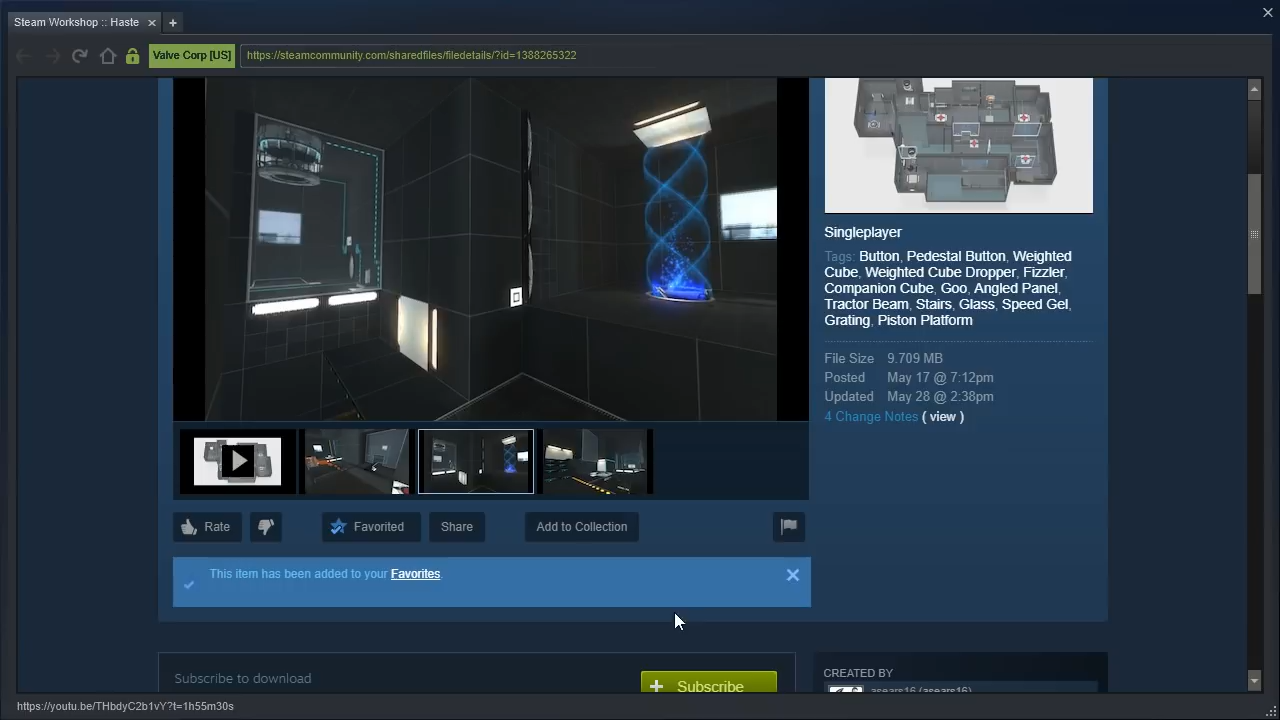 Steam Workshop :: Haste
Valve Corp [US]
https://steamcommunity.com/sharedfiles/filedetails/?id=1388265322
Singleplayer
Tags: Button, Pedestal Button, Weighted
Cube, Weighted Cube Dropper, Fizzler,
Companion Cube, Goo, Angled Panel,
Tractor Beam, Stairs, Glass, Speed Gel,
Grating, Piston Platform
File Size 9.709 MB
Posted May 17 @ 7:12pm
Updated May 28 @ 2:38pm
4 Change Notes ( view )
Rate
Favorited
Share
Add to Collection
This item has been added to your Favorites.
Subscribe to download
Subscribe
CREATED BY
asears16 (asears16)
https://youtu.be/THbdyC2b1vY?t=1h55m30s